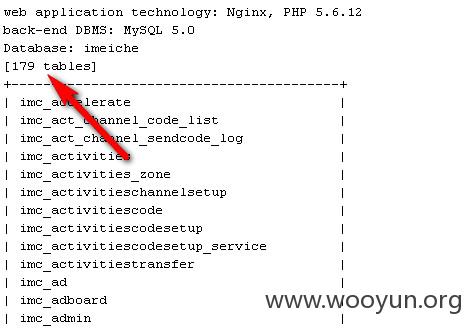 web application technology: Nginx, PHP 5.6.12
back-end DBMS: MySQL 5.0
Database: imeiche
[179 tables]
+----------------------------------------+
| imc_accelerate |
| imc_act_channel_code_list |
| imc_act_channel_sendcode_log |
| imc_activities |
| imc_activities_zone |
| imc_activitieschannelsetup |
| imc_activitiescode |
| imc_activitiescodesetup |
| imc_activitiescodesetup_service |
| imc_activitiestransfer |
| imc_ad |
| imc_adboard |
| imc_admin |
www.wooyun.org